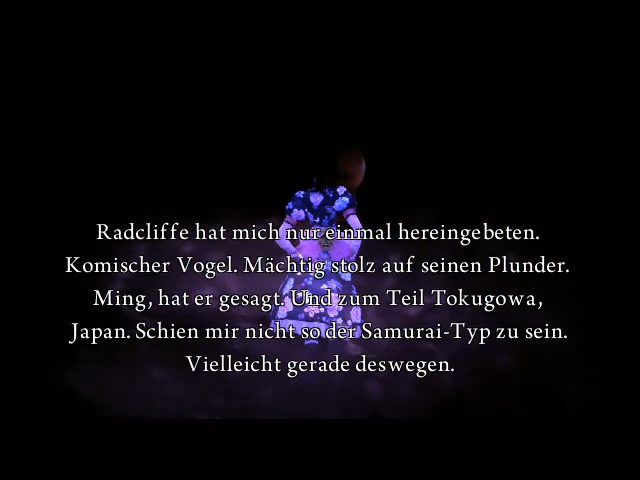 Radcliffe hat mich nur einmal hereingebeten.
Komischer Vogel. Mächtig stolz auf seinen Plunder.
Ming, hat er gesagt. Und zum Teil Tokugowa,
Japan. Schien mir nicht so der Samurai-Typ zu sein.
Vielleicht gerade deswegen.